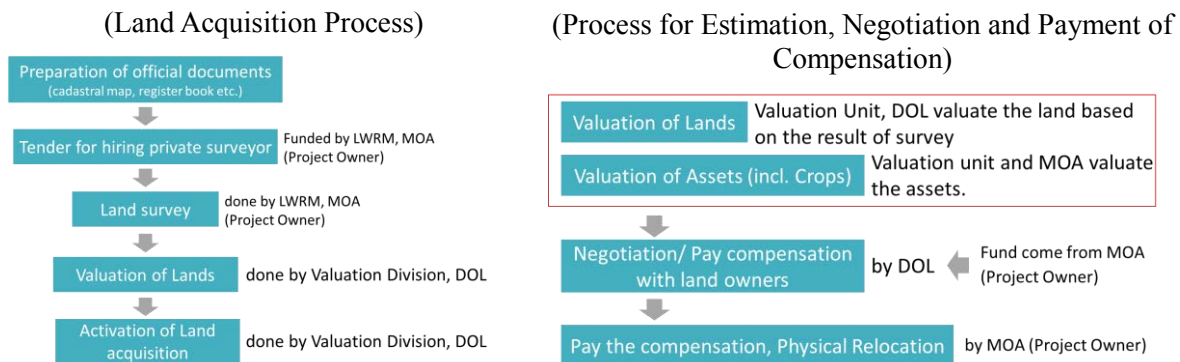 (Land Acquisition Process)
Preparation of official documents
(cadastral map, register book etc.)
Tender for hiring private surveyor
Funded by LWRM, MOA
(Project Owner)
Land survey
done by LWRM, MOA
(Project Owner)
Valuation of Lands
done by Valuation Division, DOL
Activation of Land
acquisition
done by Valuation Division, DOL
(Process for Estimation, Negotiation and Payment of
Compensation)
Valuation of Lands
Valuation Unit, DOL valuate the land based
on the result of survey
Valuation of Assets (incl. Crops)
Valuation unit and MOA valuate
the assets.
Negotiation/ Pay compensation
with land owners
by DOL
Fund come from MOA
(Project Owner)
Pay the compensation, Physical Relocation
by MOA (Project Owner)